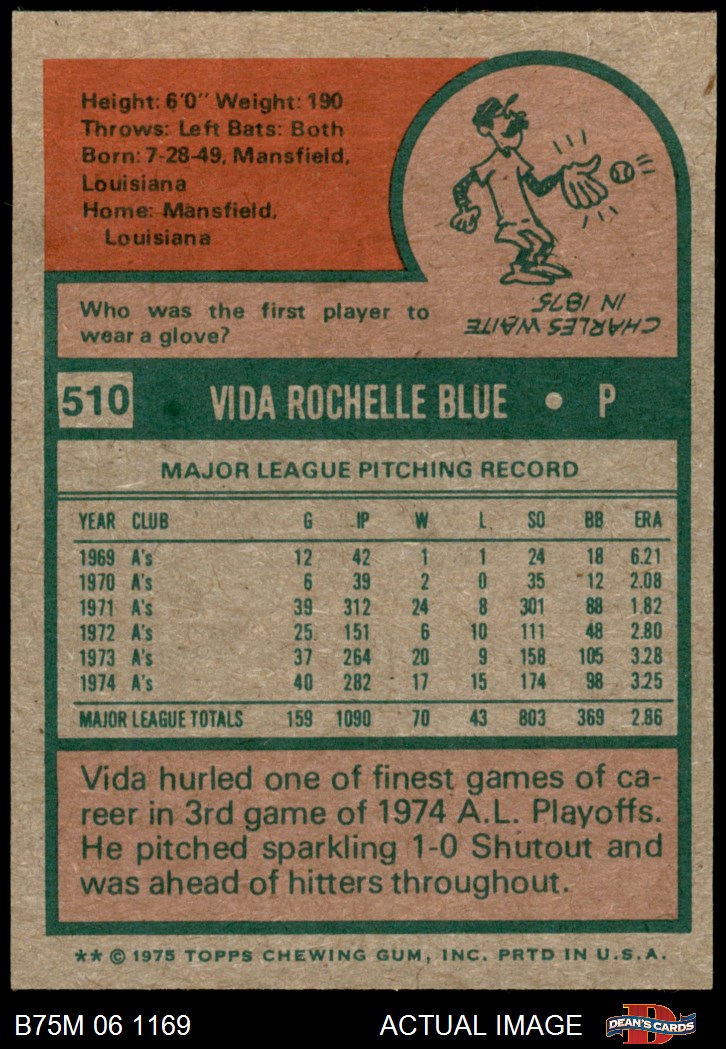 Height: 6'0" Weight: 190
Throws: Left Bats: Both
Born: 7-28-49, Mansfield,
Louisiana
Home: Mansfield,
Louisiana
Who was the first player to
wear a glove?
CHARLES WAITE
IN 1875.
510 VIDA ROCHELLE BLUE • P
MAJOR LEAGUE PITCHING RECORD
YEAR CLUB G IP W L SO BB ERA
1969 A's 12 42 1 1 24 18 6.21
1970 A's 6 39 2 0 35 12 2.08
1971 A's 39 312 24 8 301 88 1.82
1972 A's 25 151 6 10 111 48 2.80
1973 A's 37 264 20 9 158 105 3.28
1974 A's 40 282 17 15 174 98 3.25
MAJOR LEAGUE TOTALS 159 1090 70 43 803 369 2.86
Vida hurled one of finest games of ca-
reer in 3rd game of 1974 A.L. Playoffs.
He pitched sparkling 1-0 Shutout and
was ahead of hitters throughout.
** © 1975 TOPPS CHEWING GUM, INC. PRTD IN U.S.A.
B75M 06 1169 ACTUAL IMAGE DEAN'S CARDS